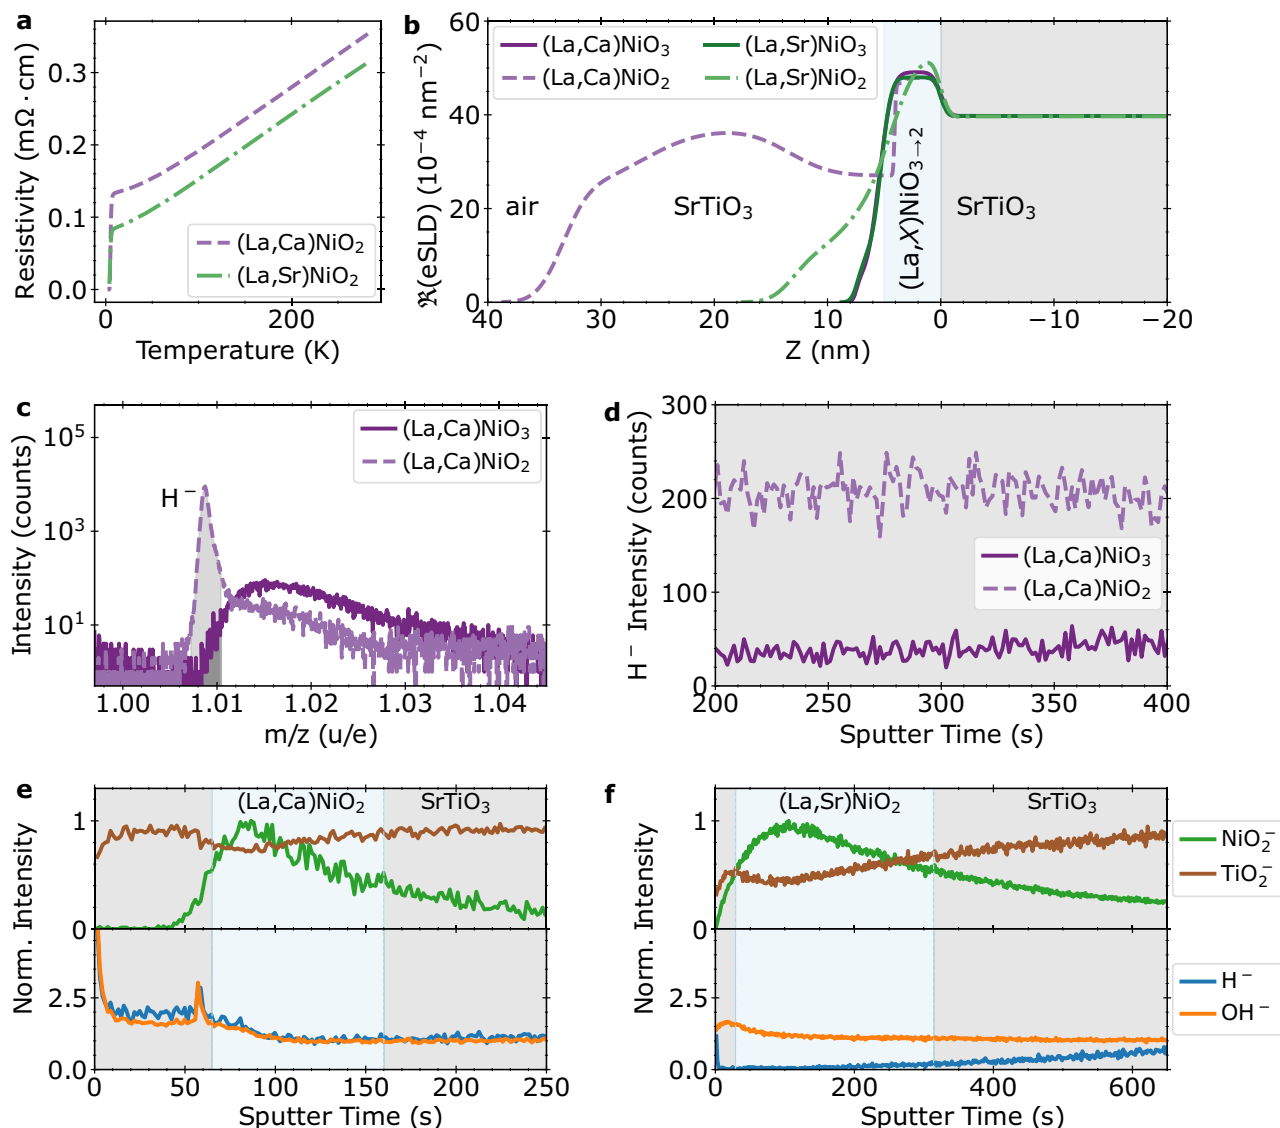 a
Resistivity (mΩ · cm)
0.3
0.2
0.1
0.0
(La,Ca)NiO₂
(La,Sr)NiO₂
0
200
Temperature (K)
b
ℜ(eSLD) (10⁻⁴ nm⁻²)
60
40
20
0
(La,Ca)NiO₃
(La,Ca)NiO₂
(La,Sr)NiO₃
(La,Sr)NiO₂
air
SrTiO₃
(La,X)NiO₃→₂
SrTiO₃
40
30
20
10
0
−10
−20
Z (nm)
c
Intensity (counts)
10⁵
10³
10¹
H⁻
(La,Ca)NiO₃
(La,Ca)NiO₂
1.00
1.01
1.02
1.03
1.04
m/z (u/e)
d
H⁻ Intensity (counts)
300
200
100
0
(La,Ca)NiO₃
(La,Ca)NiO₂
200
250
300
350
400
Sputter Time (s)
e
(La,Ca)NiO₂
SrTiO₃
Norm. Intensity
1
0
2.5
0.0
0
50
100
150
200
250
Sputter Time (s)
f
(La,Sr)NiO₂
SrTiO₃
Norm. Intensity
1
0
2.5
0.0
0
200
400
600
Sputter Time (s)
NiO₂⁻
TiO₂⁻
H⁻
OH⁻